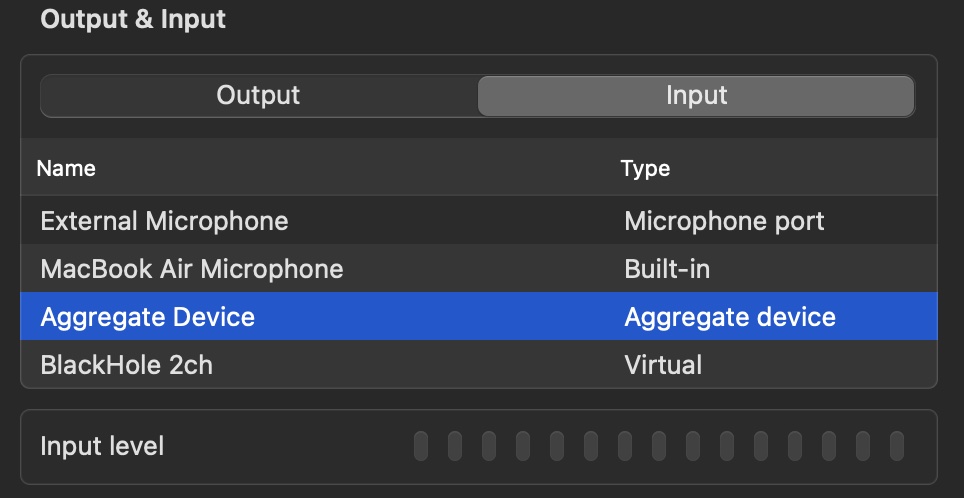 Output & Input
Output Input
Name Type
External Microphone Microphone port
MacBook Air Microphone Built-in
Aggregate Device Aggregate device
BlackHole 2ch Virtual
Input level